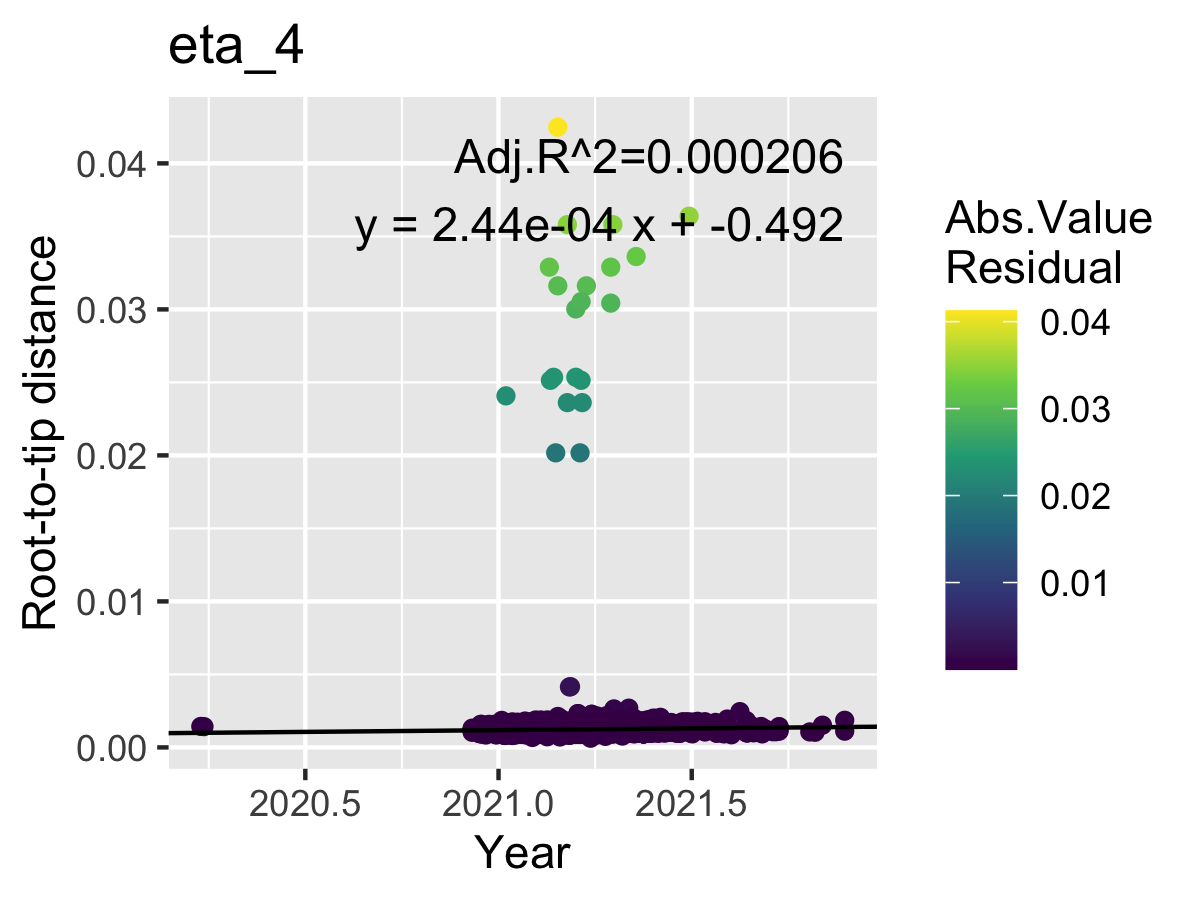 eta_4
Adj.R^2=0.000206
y = 2.44e-04 x + -0.492
0.04
0.03
0.02
0.01
0.00
Root-to-tip distance
2020.5
2021.0
2021.5
Year
Abs.Value
Residual
0.04
0.03
0.02
0.01